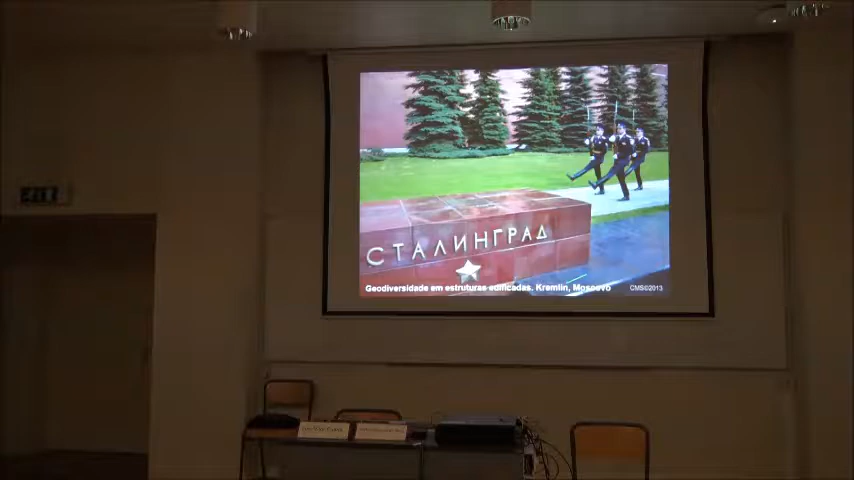 СТАЛИНГРАД
Geodiversidade em estruturas edificadas. Kremlin, Moscovo
CMS©2013